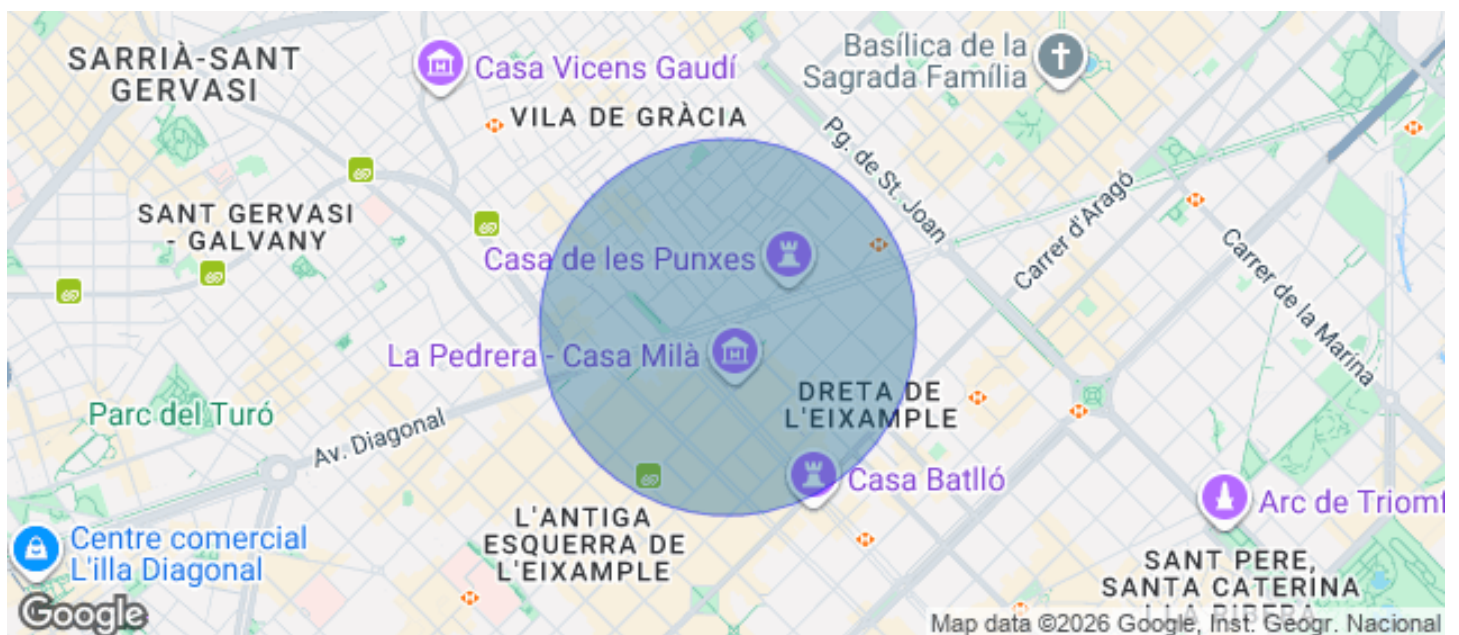 SARRIÀ-SANT
GERVASI
Casa Vicens Gaudí
Basílica de la
Sagrada Família
VILA DE GRÀCIA
Pg. de St. Joan
Carrer d'Aragó
SANT GERVASI
- GALVANY
Casa de les Punxes
Carrer de la Marina
La Pedrera - Casa Milà
DRETA DE
L'EIXAMPLE
Parc del Turó
Av. Diagonal
Casa Batlló
Arc de Triomf
L'ANTIGA
ESQUERRA DE
L'EIXAMPLE
Centre comercial
L'illa Diagonal
SANT PERE,
SANTA CATERINA
I LA RIBERA
Google
Map data ©2026 Google, Inst. Geogr. Nacional